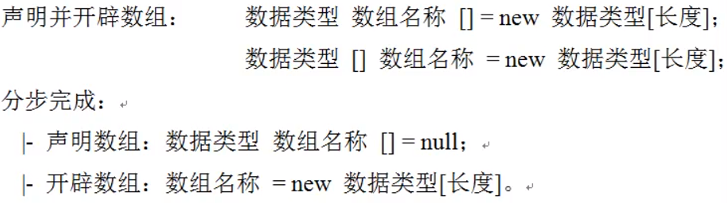 声明并开辟数组： 数据类型 数组名称 [] = new 数据类型[长度]；
数据类型 [] 数组名称 = new 数据类型[长度]；
分步完成：
|- 声明数组：数据类型 数组名称 [] = null；
|- 开辟数组：数组名称 = new 数据类型[长度]。